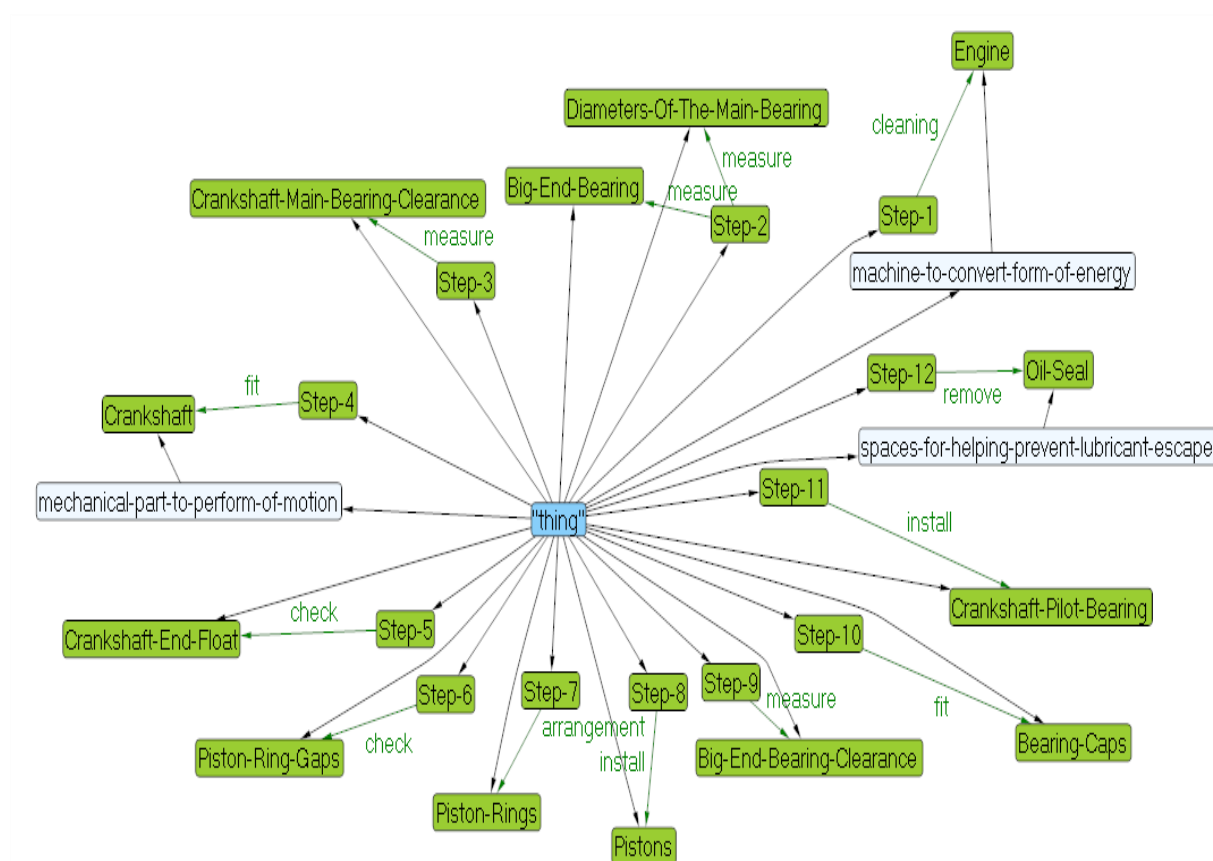 Engine
Diameters-Of-The-Main-Bearing
cleaning
measure
Big-End-Bearing
measure
Crankshaft-Main-Bearing-Clearance
Step-1
Step-2
measure
machine-to-convert-form-of-energy
Step-3
Step-12
Oil-Seal
fit
Step-4
remove
Crankshaft
spaces-for-helping-prevent-lubricant-escape
Step-11
mechanical-part-to-perform-of-motion
"thing"
install
Crankshaft-Pilot-Bearing
check
Step-5
Crankshaft-End-Float
Step-10
Step-6
Step-7
Step-8
Step-9
measure
fit
arrangement
check
install
Piston-Ring-Gaps
Big-End-Bearing-Clearance
Bearing-Caps
Piston-Rings
Pistons